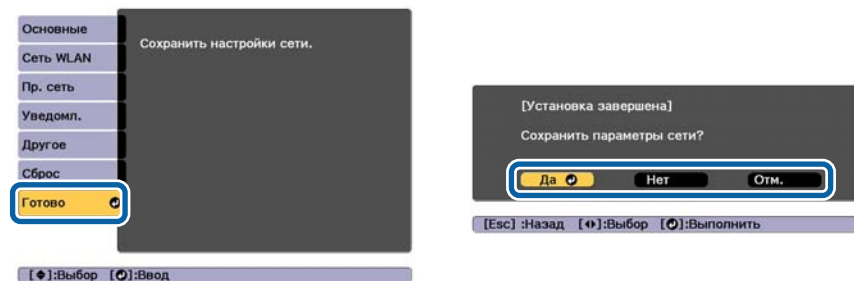 Основные
Сеть WLAN
Пр. сеть
Уведомл.
Другое
Сброс
Готово
Сохранить настройки сети.
[◆]:Выбор [↵]:Ввод
[Установка завершена]
Сохранить параметры сети?
Да Нет Отм.
[Esc] :Назад [◀▶]:Выбор [↵]:Выполнить